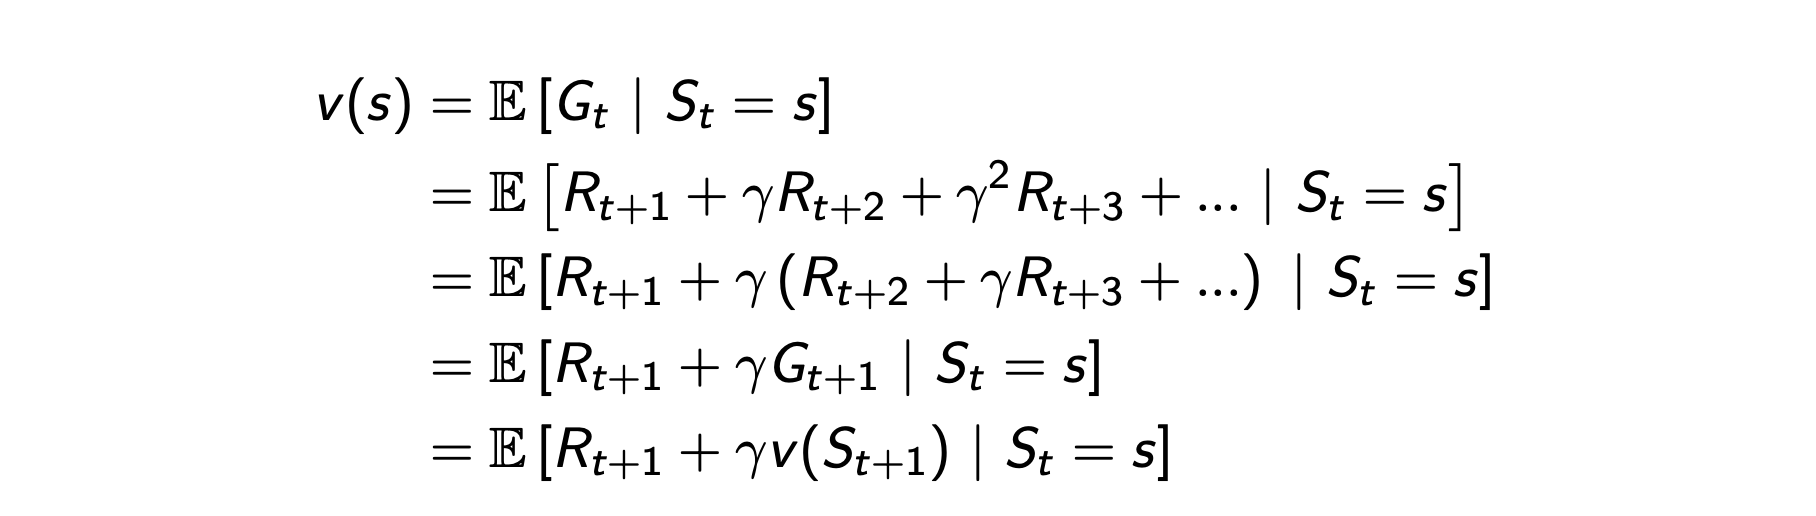 v(s) = 𝔼 [G_t | S_t = s]
= 𝔼 [R_{t+1} + γR_{t+2} + γ^2 R_{t+3} + ... | S_t = s]
= 𝔼 [R_{t+1} + γ (R_{t+2} + γR_{t+3} + ...) | S_t = s]
= 𝔼 [R_{t+1} + γG_{t+1} | S_t = s]
= 𝔼 [R_{t+1} + γv(S_{t+1}) | S_t = s]